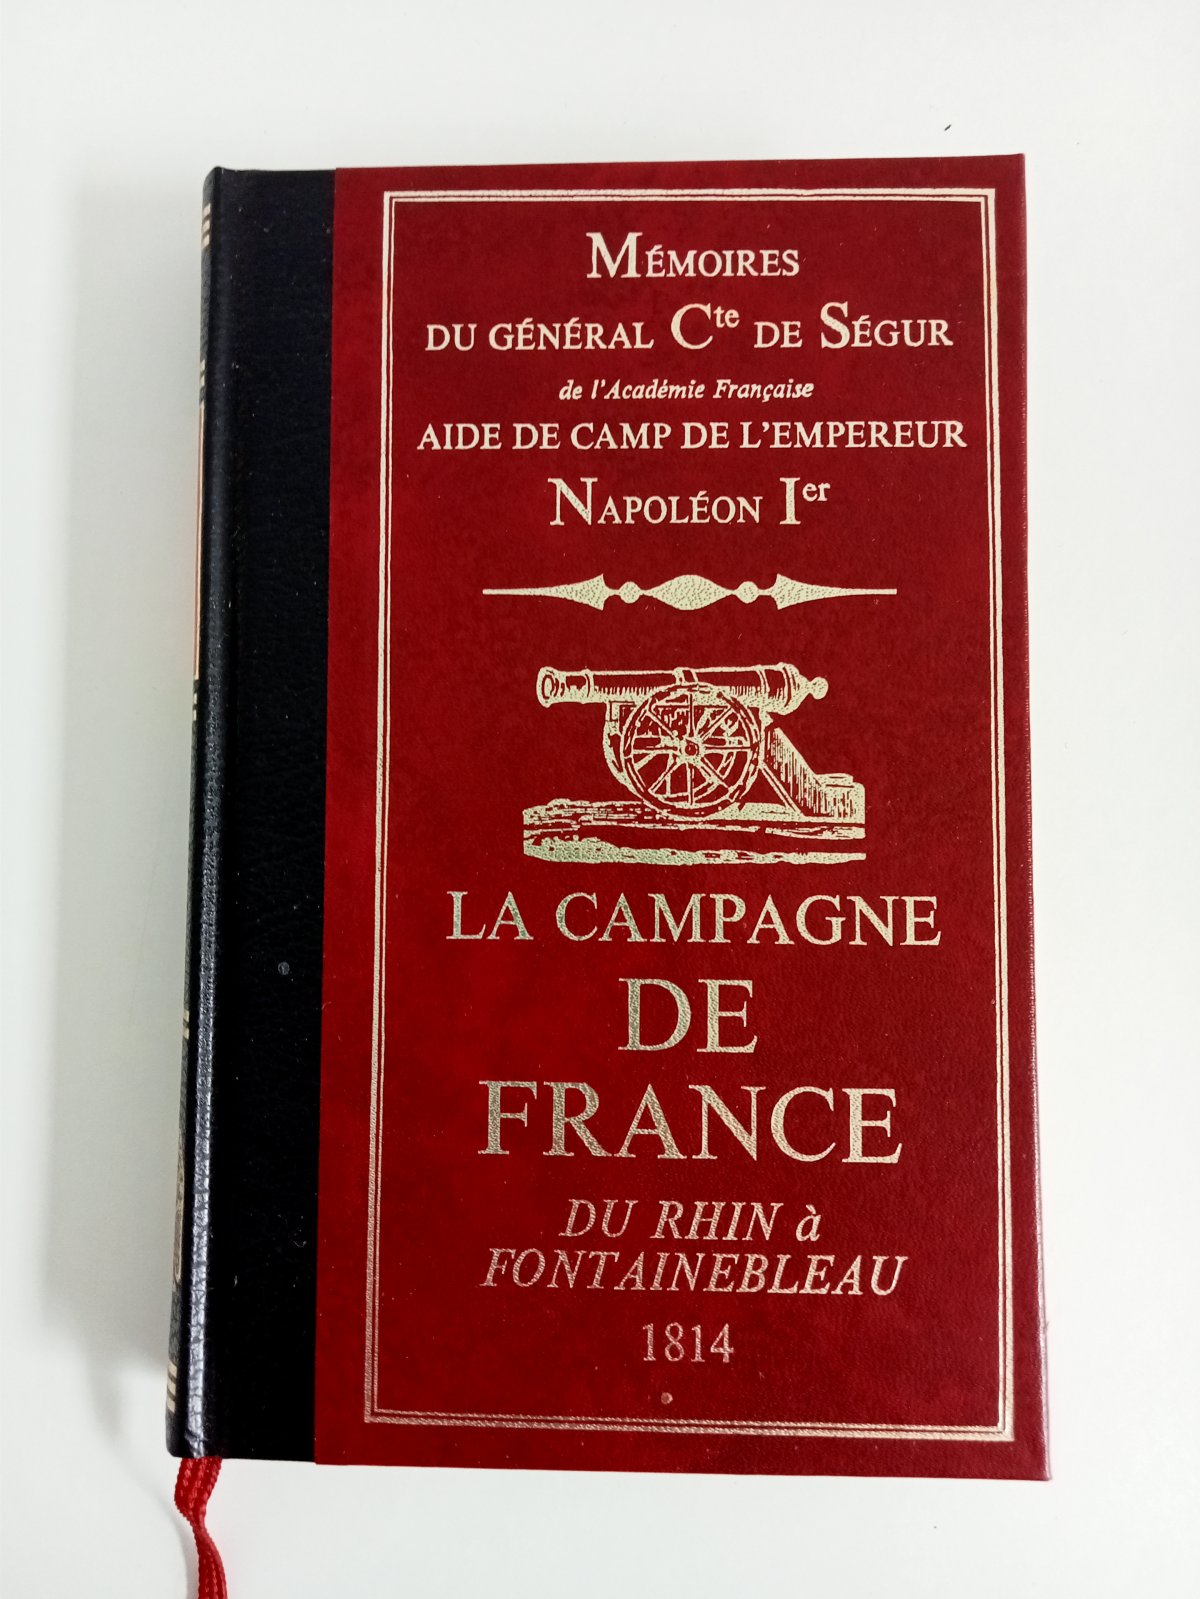 MÉMOIRES
DU GÉNÉRAL Cte DE SÉGUR
de l'Académie Française
AIDE DE CAMP DE L'EMPEREUR
NAPOLÉON Ier
LA CAMPAGNE
DE
FRANCE
DU RHIN à
FONTAINEBLEAU
1814